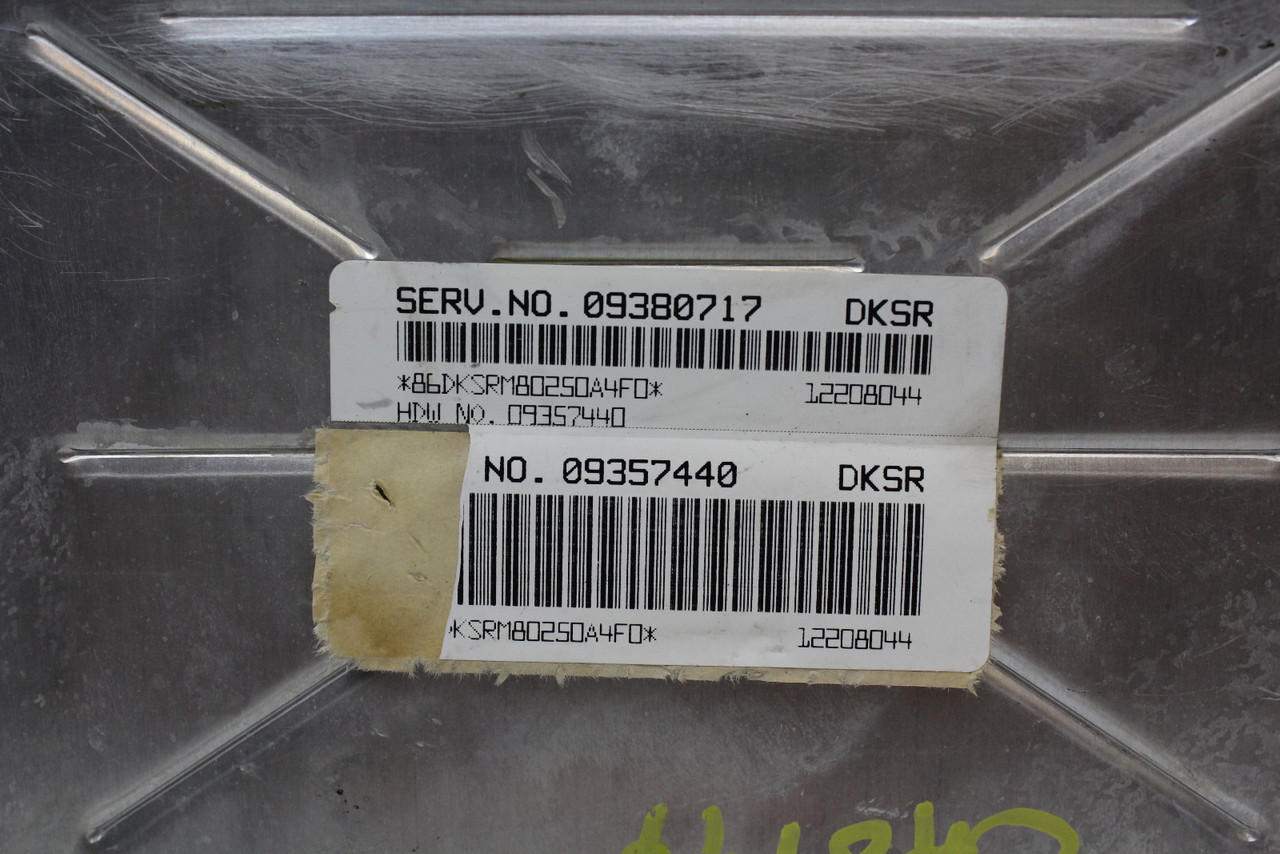 SERV.NO. 09380717 DKSR
*86DKSRM80250A4F0* 12208044
HDW NO. 09357440
NO. 09357440 DKSR
KSRM80250A4F0* 12208044